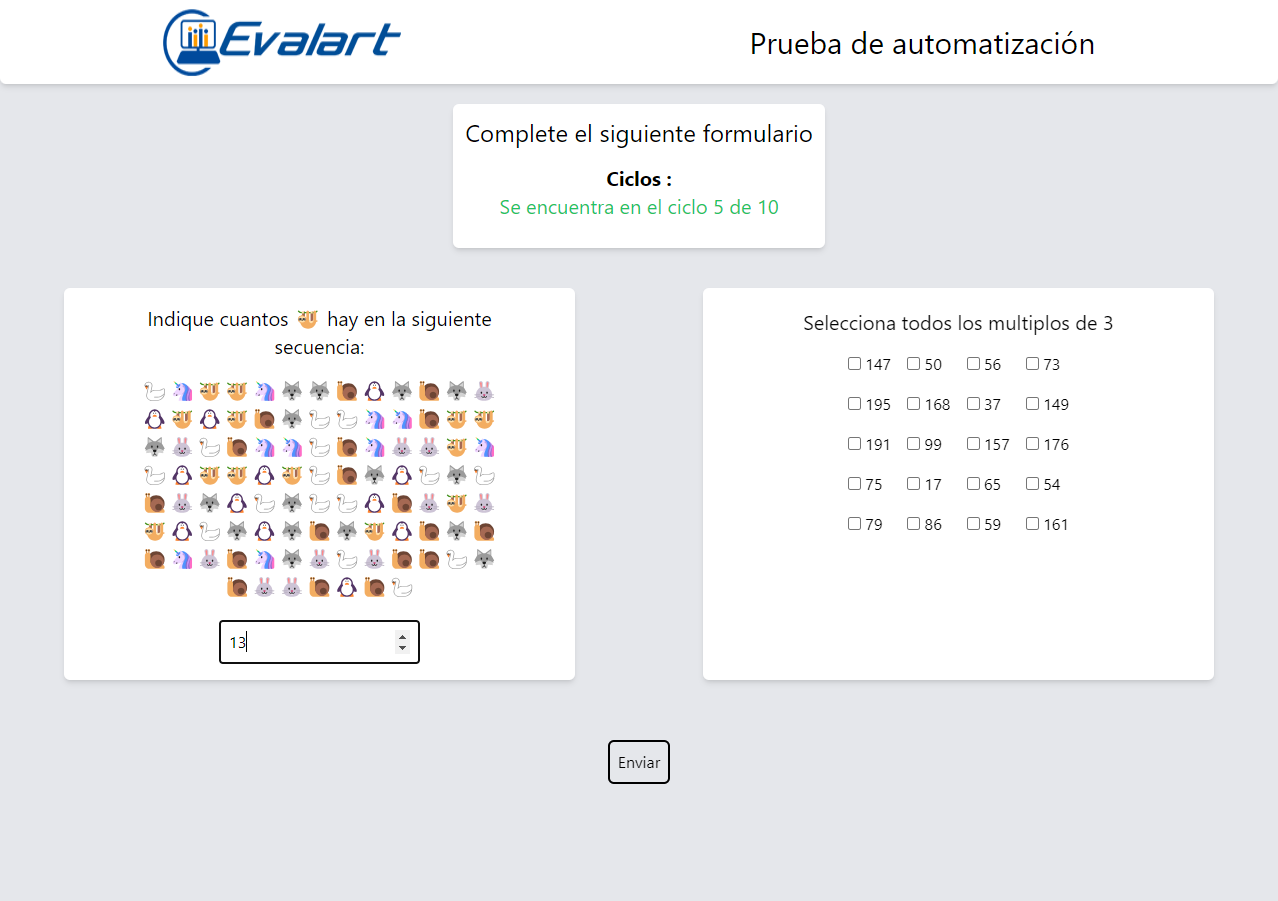 Evalart
Prueba de automatización
Complete el siguiente formulario
Ciclos :
Se encuentra en el ciclo 5 de 10
Indique cuantos 🦥 hay en la siguiente
secuencia:
🦢🦄🦥🦥🦄🐺🐺🐌🐧🐺🐌🐺🐰
🐧🦥🐧🦥🐌🐺🦢🦢🦄🦄🐌🦥🦥
🐺🐰🦢🐌🦄🦄🦢🐌🦄🐰🐰🦥🦄
🦢🐧🦥🦥🐧🦥🦢🐌🐺🐧🦢🐺🦢
🐌🐰🐺🐧🦢🐺🦢🦢🐧🐌🐰🦥🐰
🦥🐧🦢🐺🐧🐺🐌🐺🦥🐧🐌🐺🐌
🐌🦄🐰🐌🦄🐺🐰🦢🐰🐌🐌🦢🐺
🐌🐰🐰🐌🐧🐌🦢
13
Selecciona todos los multiplos de 3
147 50 56 73
195 168 37 149
191 99 157 176
75 17 65 54
79 86 59 161
Enviar